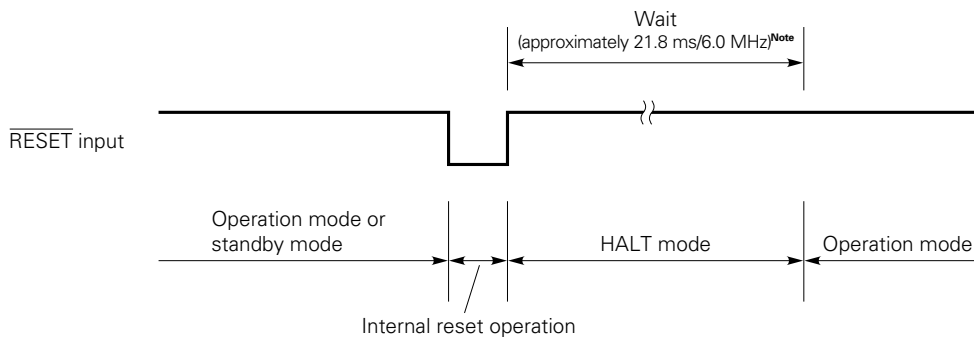 Wait
(approximately 21.8 ms/6.0 MHz)Note
RESET input
Operation mode or
standby mode
HALT mode
Operation mode
Internal reset operation